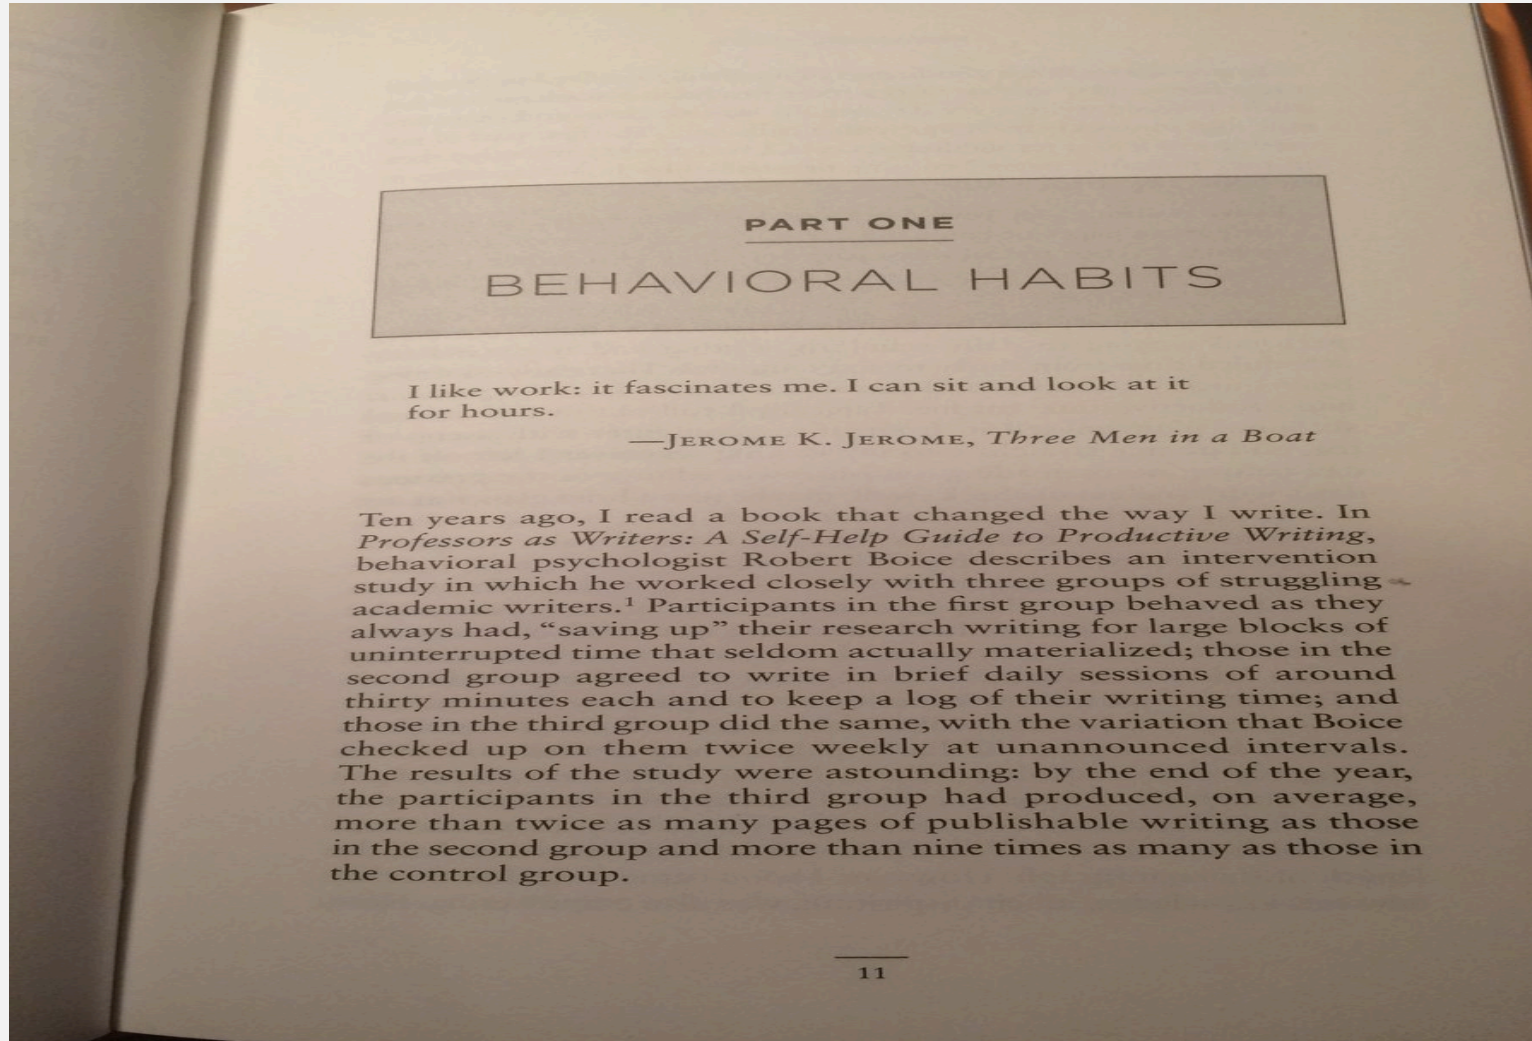 PART ONE
BEHAVIORAL HABITS
I like work: it fascinates me. I can sit and look at it
for hours.
—JEROME K. JEROME, Three Men in a Boat
Ten years ago, I read a book that changed the way I write. In
Professors as Writers: A Self-Help Guide to Productive Writing,
behavioral psychologist Robert Boice describes an intervention
study in which he worked closely with three groups of struggling
academic writers.¹ Participants in the first group behaved as they
always had, “saving up” their research writing for large blocks of
uninterrupted time that seldom actually materialized; those in the
second group agreed to write in brief daily sessions of around
thirty minutes each and to keep a log of their writing time; and
those in the third group did the same, with the variation that Boice
checked up on them twice weekly at unannounced intervals.
The results of the study were astounding: by the end of the year,
the participants in the third group had produced, on average,
more than twice as many pages of publishable writing as those
in the second group and more than nine times as many as those in
the control group.
11